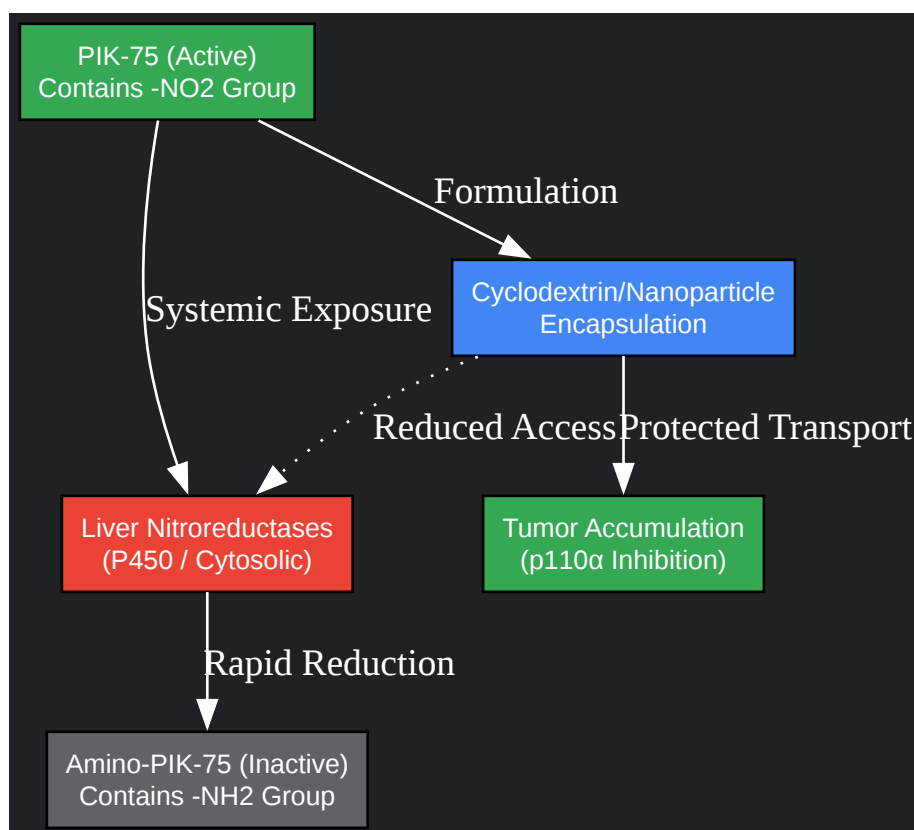 PIK-75 (Active)
Contains -NO2 Group
Formulation
Cyclodextrin/Nanoparticle
Encapsulation
Systemic Exposure
Reduced Access
Protected Transport
Liver Nitroreductases
(P450 / Cytosolic)
Tumor Accumulation
(p110α Inhibition)
Rapid Reduction
Amino-PIK-75 (Inactive)
Contains -NH2 Group